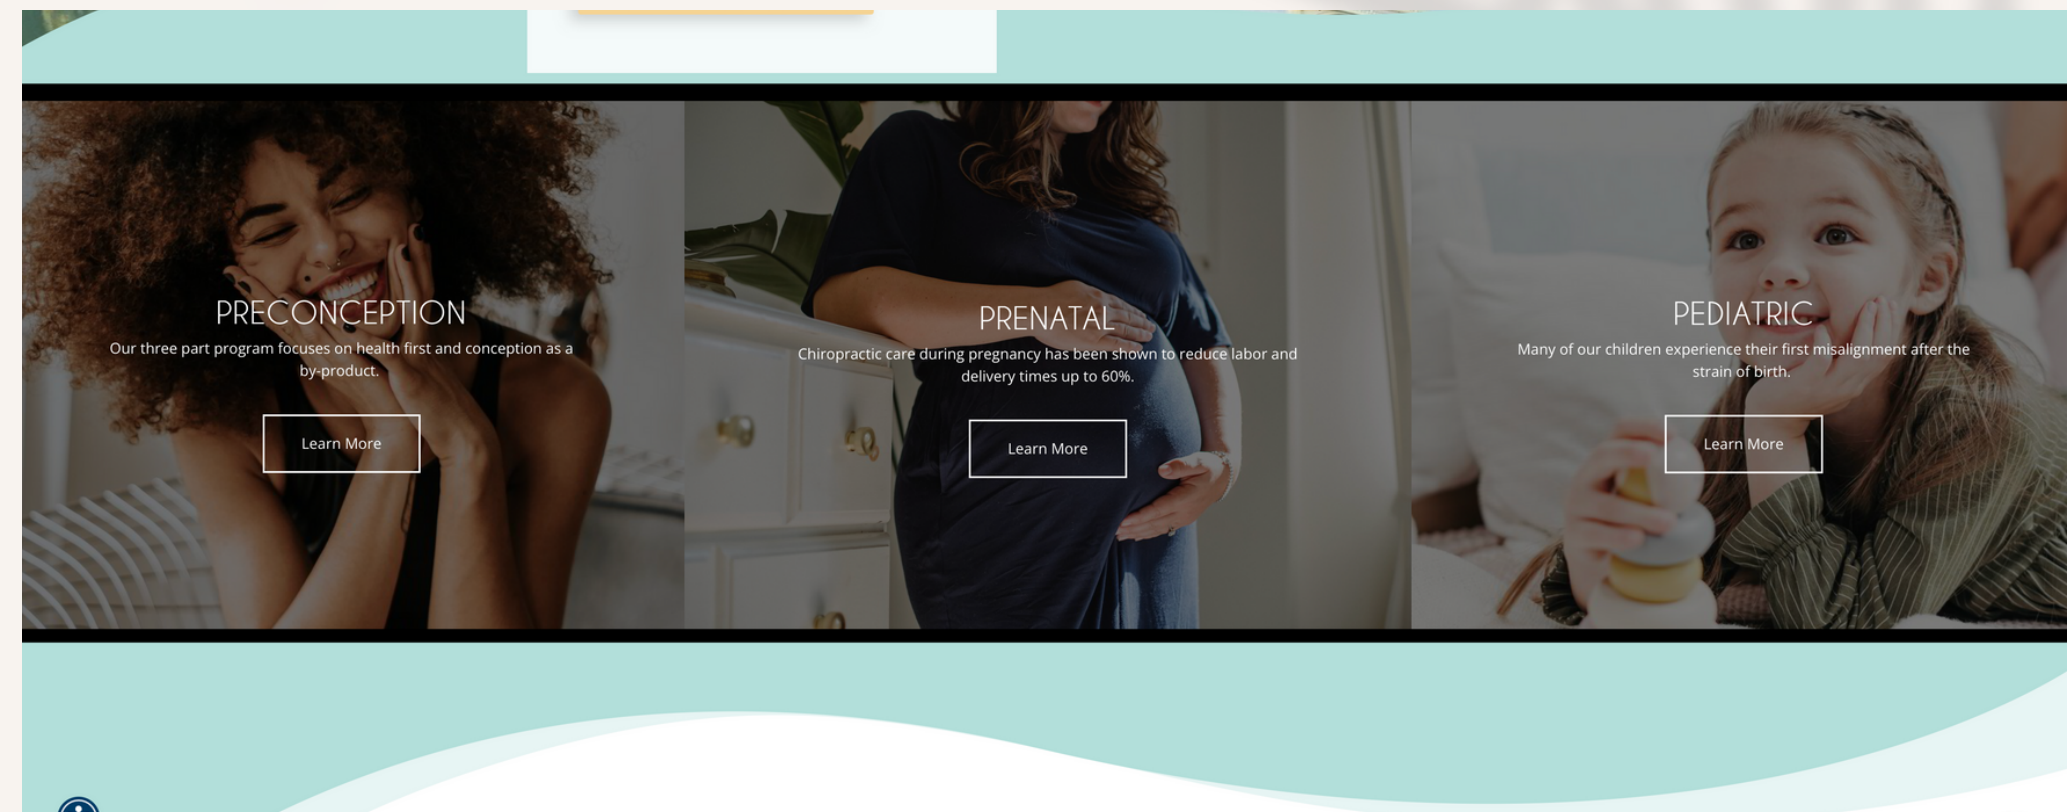 PRECONCEPTION
Our three part program focuses on health first and conception as a
by-product.
Learn More
PRENATAL
Chiropractic care during pregnancy has been shown to reduce labor and
delivery times up to 60%.
Learn More
PEDIATRIC
Many of our children experience their first misalignment after the
strain of birth.
Learn More